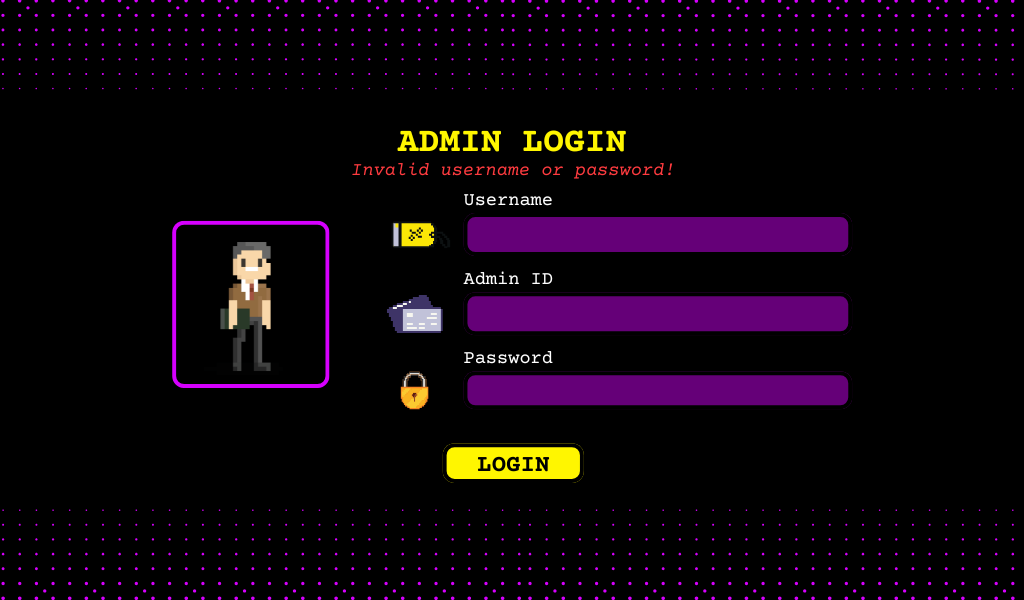 ADMIN LOGIN
Invalid username or password!
Username
Admin ID
Password
LOGIN